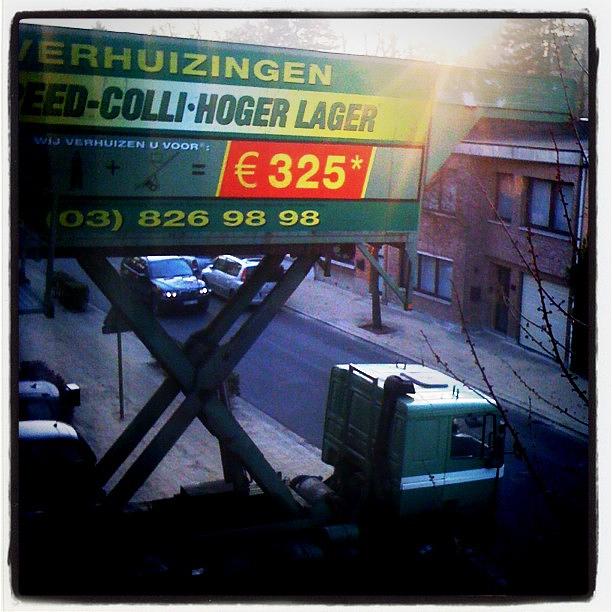 VERHUIZINGEN
EED-COLLI·HOGER LAGER
WIJ VERHUIZEN U VOOR*:
+ = € 325*
(03) 826 98 98